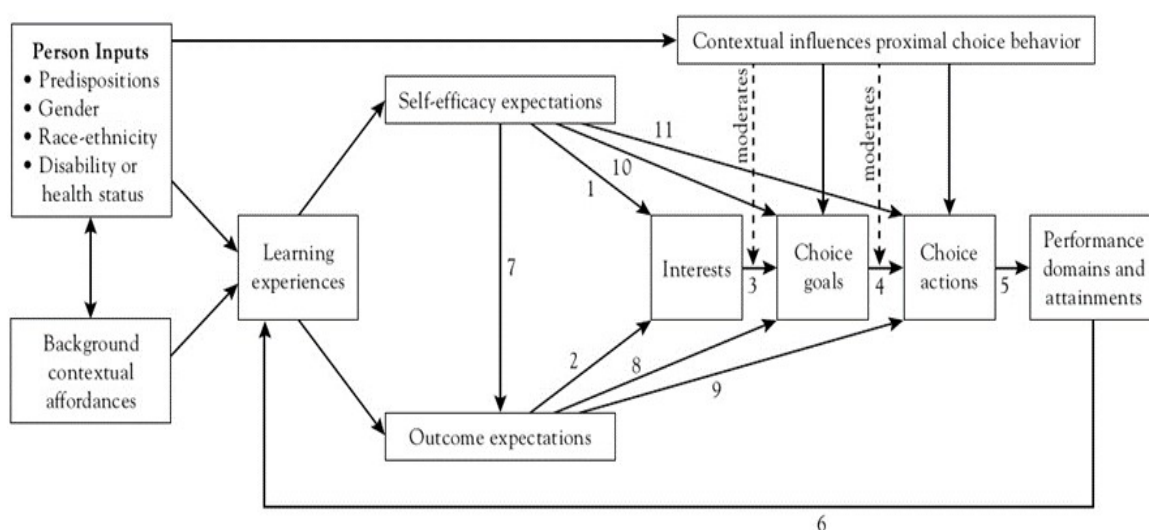 Person Inputs
• Predispositions
• Gender
• Race-ethnicity
• Disability or
health status
Background
contextual
affordances
Learning
experiences
Self-efficacy expectations
Outcome expectations
Contextual influences proximal choice behavior
moderates
moderates
11
10
1
7
2
8
9
Interests
3
Choice
goals
4
Choice
actions
5
Performance
domains and
attainments
6